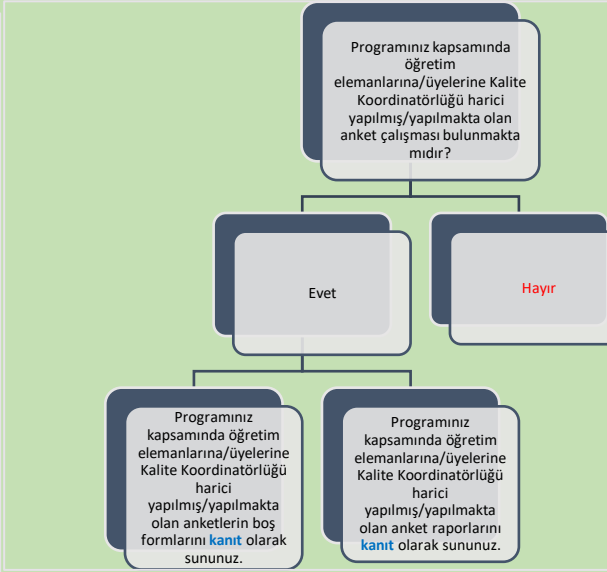 Programınız kapsamında
öğretim
elemanlarına/üyelerine Kalite
Koordinatörlüğü harici
yapılmış/yapılmakta olan
anket çalışması bulunmakta
mıdır?
Evet
Hayır
Programınız
kapsamında öğretim
elemanlarına/üyelerine
Kalite Koordinatörlüğü
harici
yapılmış/yapılmakta
olan anketlerin boş
formlarını kanıt olarak
sununuz.
Programınız
kapsamında öğretim
elemanlarına/üyelerine
Kalite Koordinatörlüğü
harici
yapılmış/yapılmakta
olan anket raporlarını
kanıt olarak sununuz.